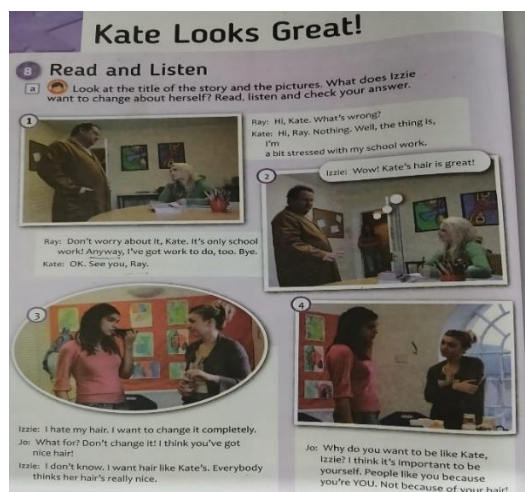 Kate Looks Great!
8 Read and Listen
a Look at the title of the story and the pictures. What does Izzie
want to change about herself? Read, listen and check your answer.
1
Ray: Hi, Kate. What's wrong?
Kate: Hi, Ray. Nothing. Well, the thing is,
I'm
a bit stressed with my school work.
2
Izzie: Wow! Kate's hair is great!
Ray: Don't worry about it, Kate. It's only school
work! Anyway, I've got work to do, too. Bye.
Kate: OK. See you, Ray.
3
4
Izzie: I hate my hair. I want to change it completely.
Jo: What for? Don't change it! I think you've got
nice hair!
Izzie: I don't know. I want hair like Kate's. Everybody
thinks her hair's really nice.
Jo: Why do you want to be like Kate,
Izzie? I think it's important to be
yourself. People like you because
you're YOU. Not because of your hair!